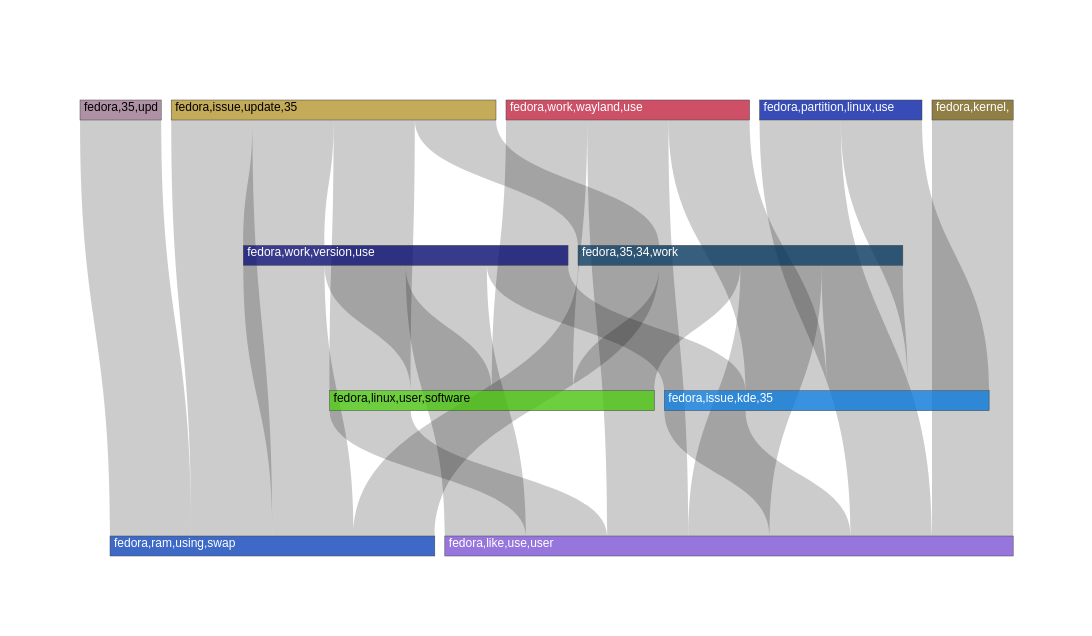 fedora,35,upd
fedora,issue,update,35
fedora,work,wayland,use
fedora,partition,linux,use
fedora,kernel,
fedora,work,version,use
fedora,35,34,work
fedora,linux,user,software
fedora,issue,kde,35
fedora,ram,using,swap
fedora,like,use,user